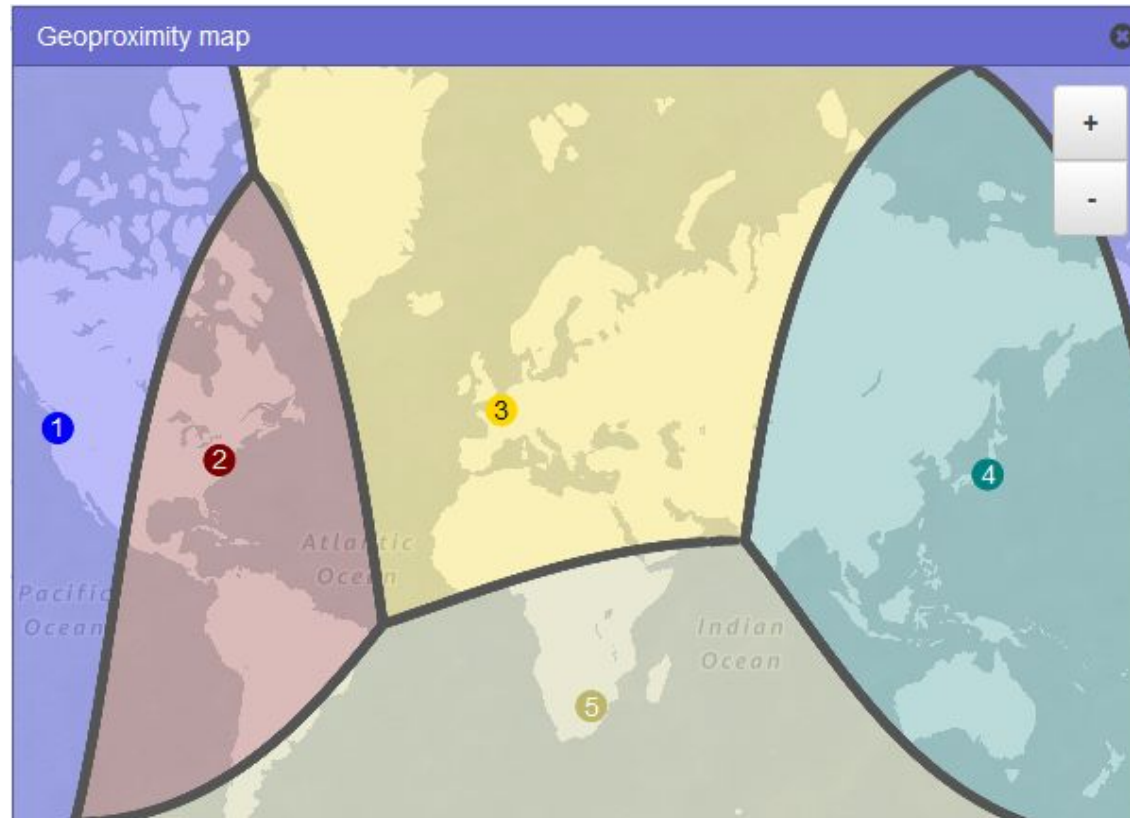 Geoproximity map
+
-
1
2
3
4
Atlantic
Ocean
Pacific
Ocean
Indian
Ocean
5